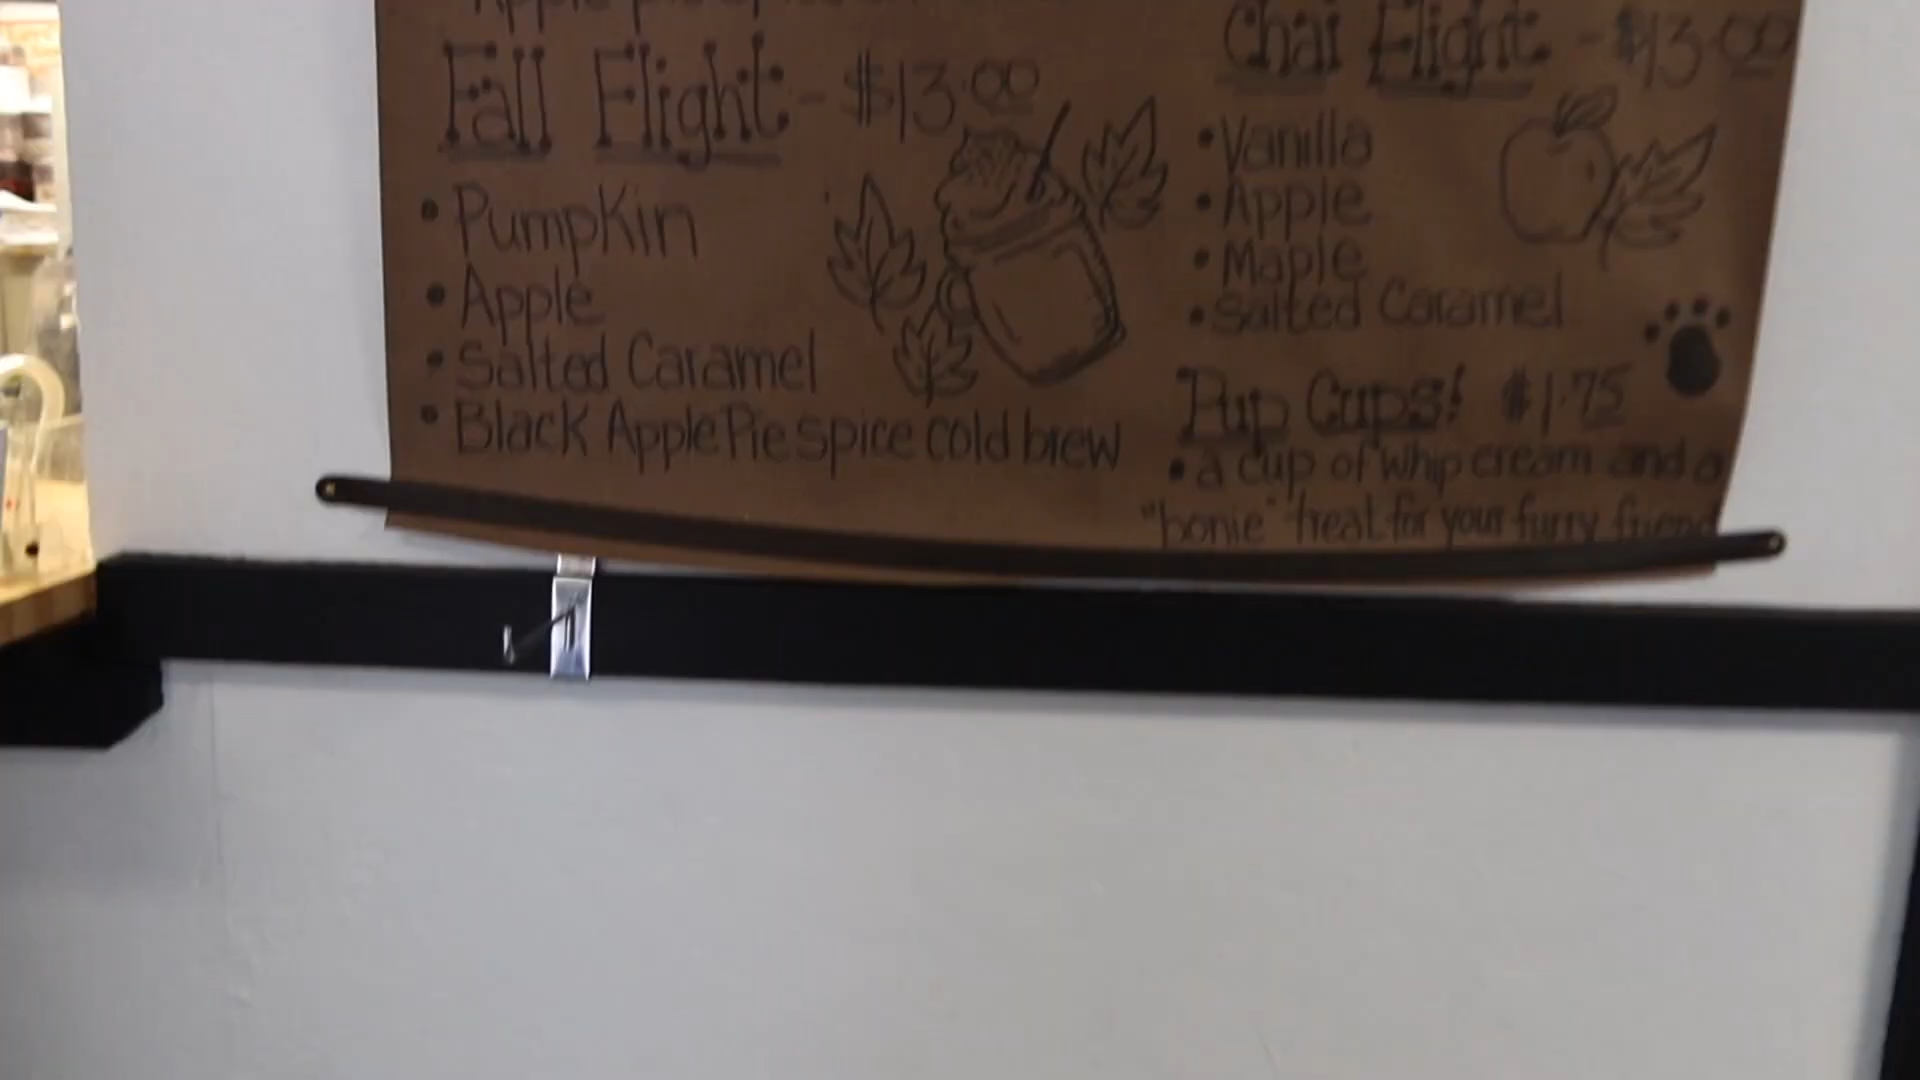 Fall Flight - $13.00
• Pumpkin
• Apple
• Salted Caramel
• Black Apple Pie spice cold brew
Chai Flight - $13.00
• Vanilla
• Apple
• Maple
• Salted Caramel
Pup Cups! $1.75
• a cup of whip cream and a
"bonie" treat for your furry friend